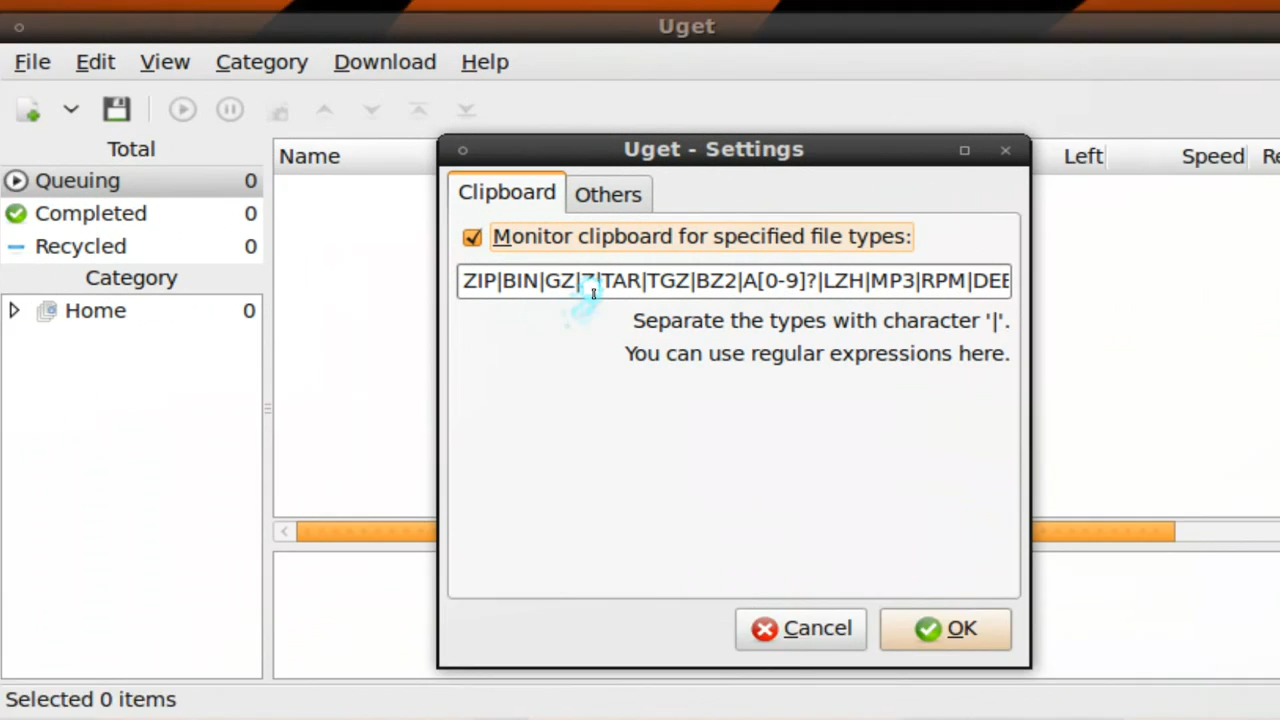 Uget
File Edit View Category Download Help
Total
Queuing 0
Completed 0
Recycled 0
Category
Home 0
Name
Left
Speed
Re
Uget - Settings
Clipboard Others
Monitor clipboard for specified file types:
ZIP|BIN|GZ|Z|TAR|TGZ|BZ2|A[0-9]?|LZH|MP3|RPM|DEB
Separate the types with character '|'.
You can use regular expressions here.
Cancel OK
Selected 0 items